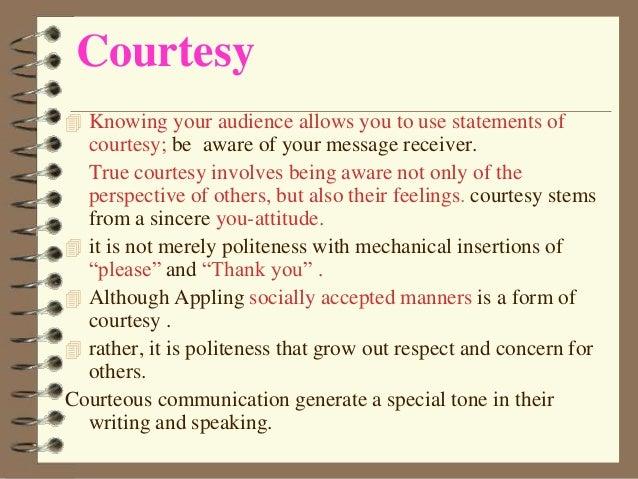 Courtesy
Knowing your audience allows you to use statements of
courtesy; be aware of your message receiver.
True courtesy involves being aware not only of the
perspective of others, but also their feelings. courtesy stems
from a sincere you-attitude.
it is not merely politeness with mechanical insertions of
“please” and “Thank you” .
Although Appling socially accepted manners is a form of
courtesy .
rather, it is politeness that grow out respect and concern for
others.
Courteous communication generate a special tone in their
writing and speaking.